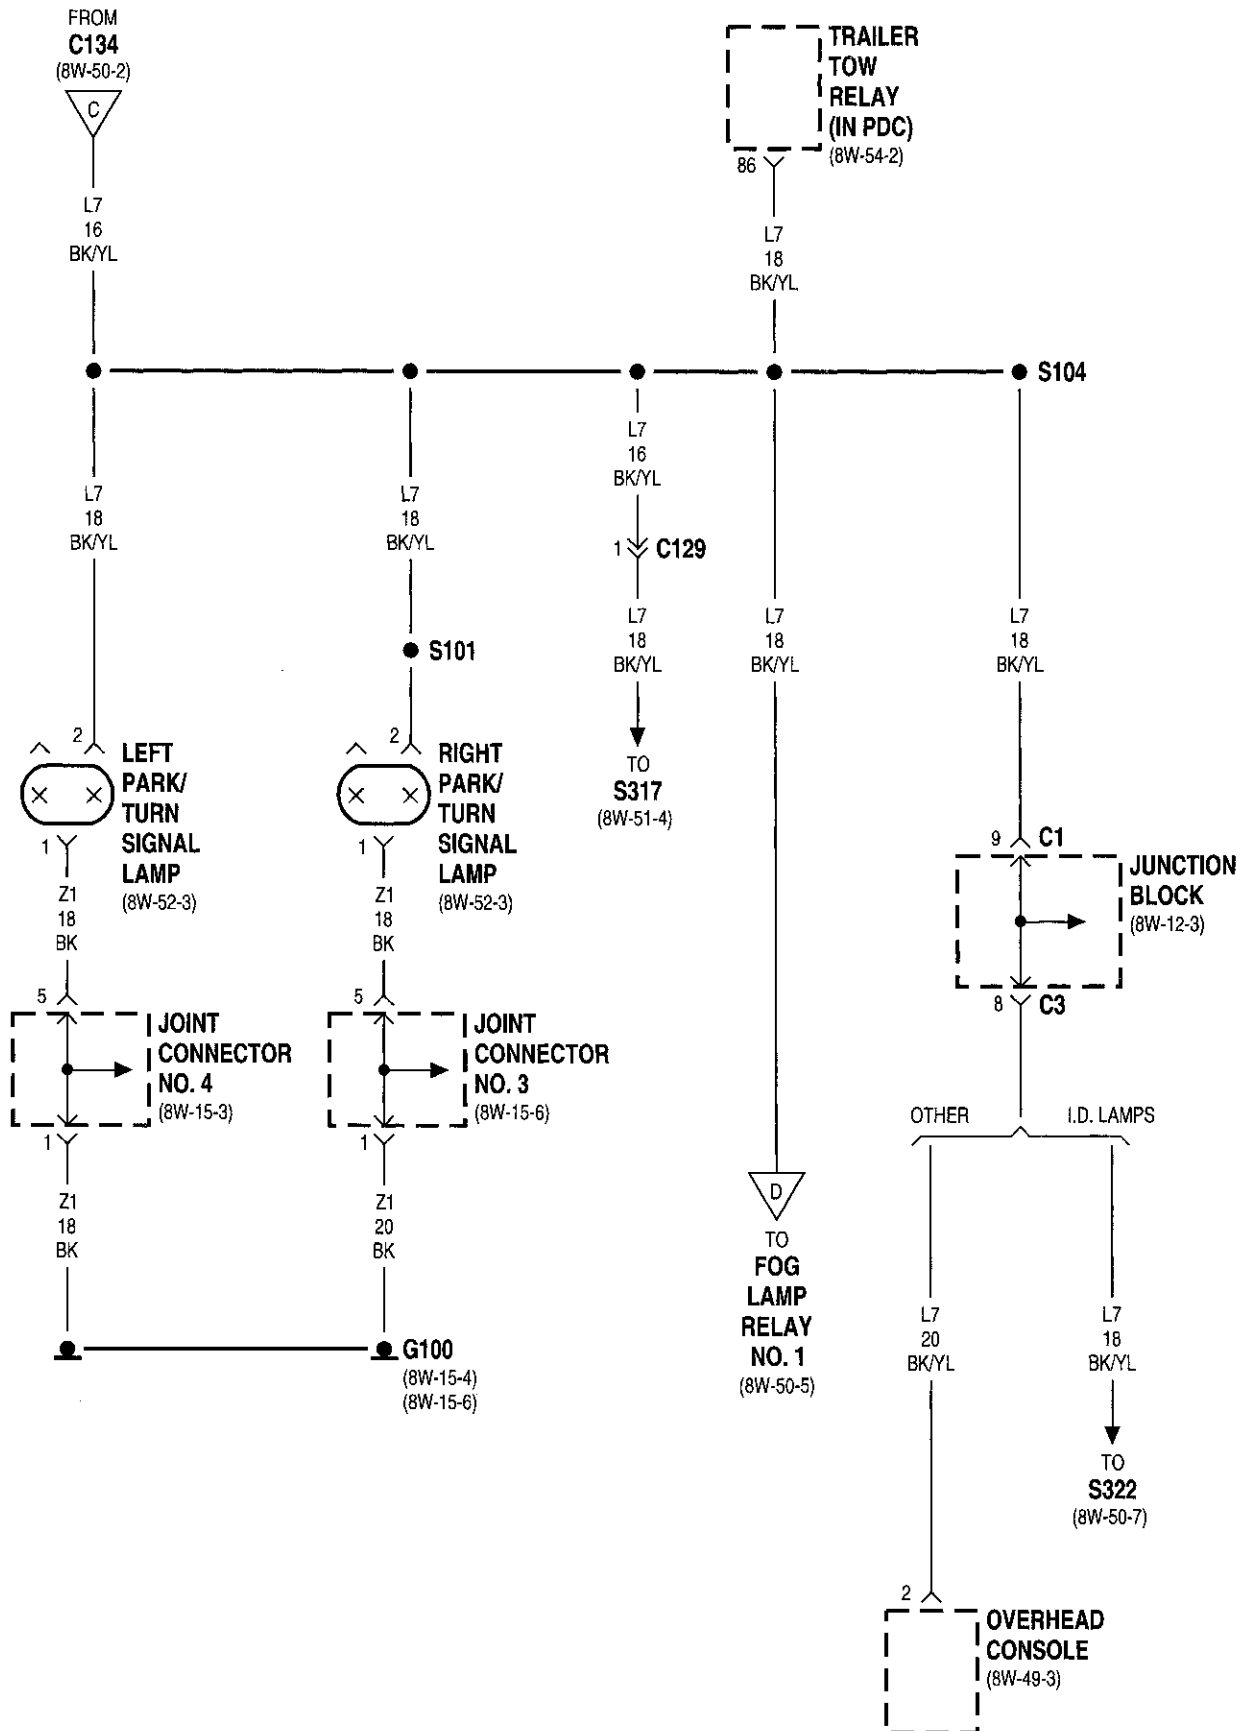 FROM
C134
(8W-50-2)
C
L7
16
BK/YL
TRAILER
TOW
RELAY
(IN PDC)
(8W-54-2)
86
L7
18
BK/YL
S104
L7
18
BK/YL
L7
18
BK/YL
S101
L7
16
BK/YL
1
C129
L7
18
BK/YL
TO
S317
(8W-51-4)
L7
18
BK/YL
L7
18
BK/YL
2
LEFT
PARK/
TURN
SIGNAL
LAMP
(8W-52-3)
1
Z1
18
BK
2
RIGHT
PARK/
TURN
SIGNAL
LAMP
(8W-52-3)
1
Z1
18
BK
9
C1
JUNCTION
BLOCK
(8W-12-3)
8
C3
5
JOINT
CONNECTOR
NO. 4
(8W-15-3)
1
Z1
18
BK
5
JOINT
CONNECTOR
NO. 3
(8W-15-6)
1
Z1
20
BK
G100
(8W-15-4)
(8W-15-6)
D
TO
FOG
LAMP
RELAY
NO. 1
(8W-50-5)
OTHER
I.D. LAMPS
L7
20
BK/YL
L7
18
BK/YL
TO
S322
(8W-50-7)
2
OVERHEAD
CONSOLE
(8W-49-3)